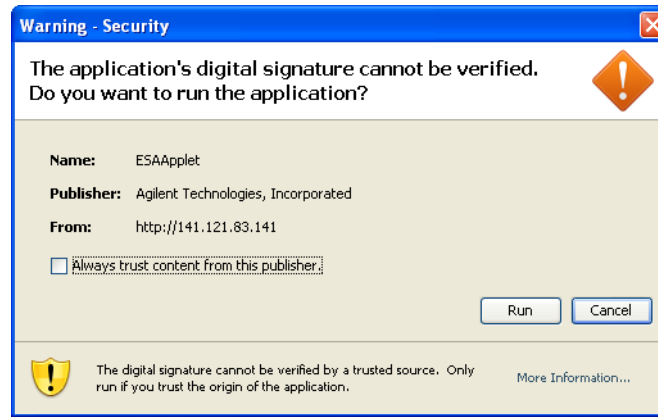 Warning - Security
The application's digital signature cannot be verified.
Do you want to run the application?
Name: ESAApplet
Publisher: Agilent Technologies, Incorporated
From: http://141.121.83.141
Always trust content from this publisher.
Run Cancel
The digital signature cannot be verified by a trusted source. Only
run if you trust the origin of the application.
More Information...